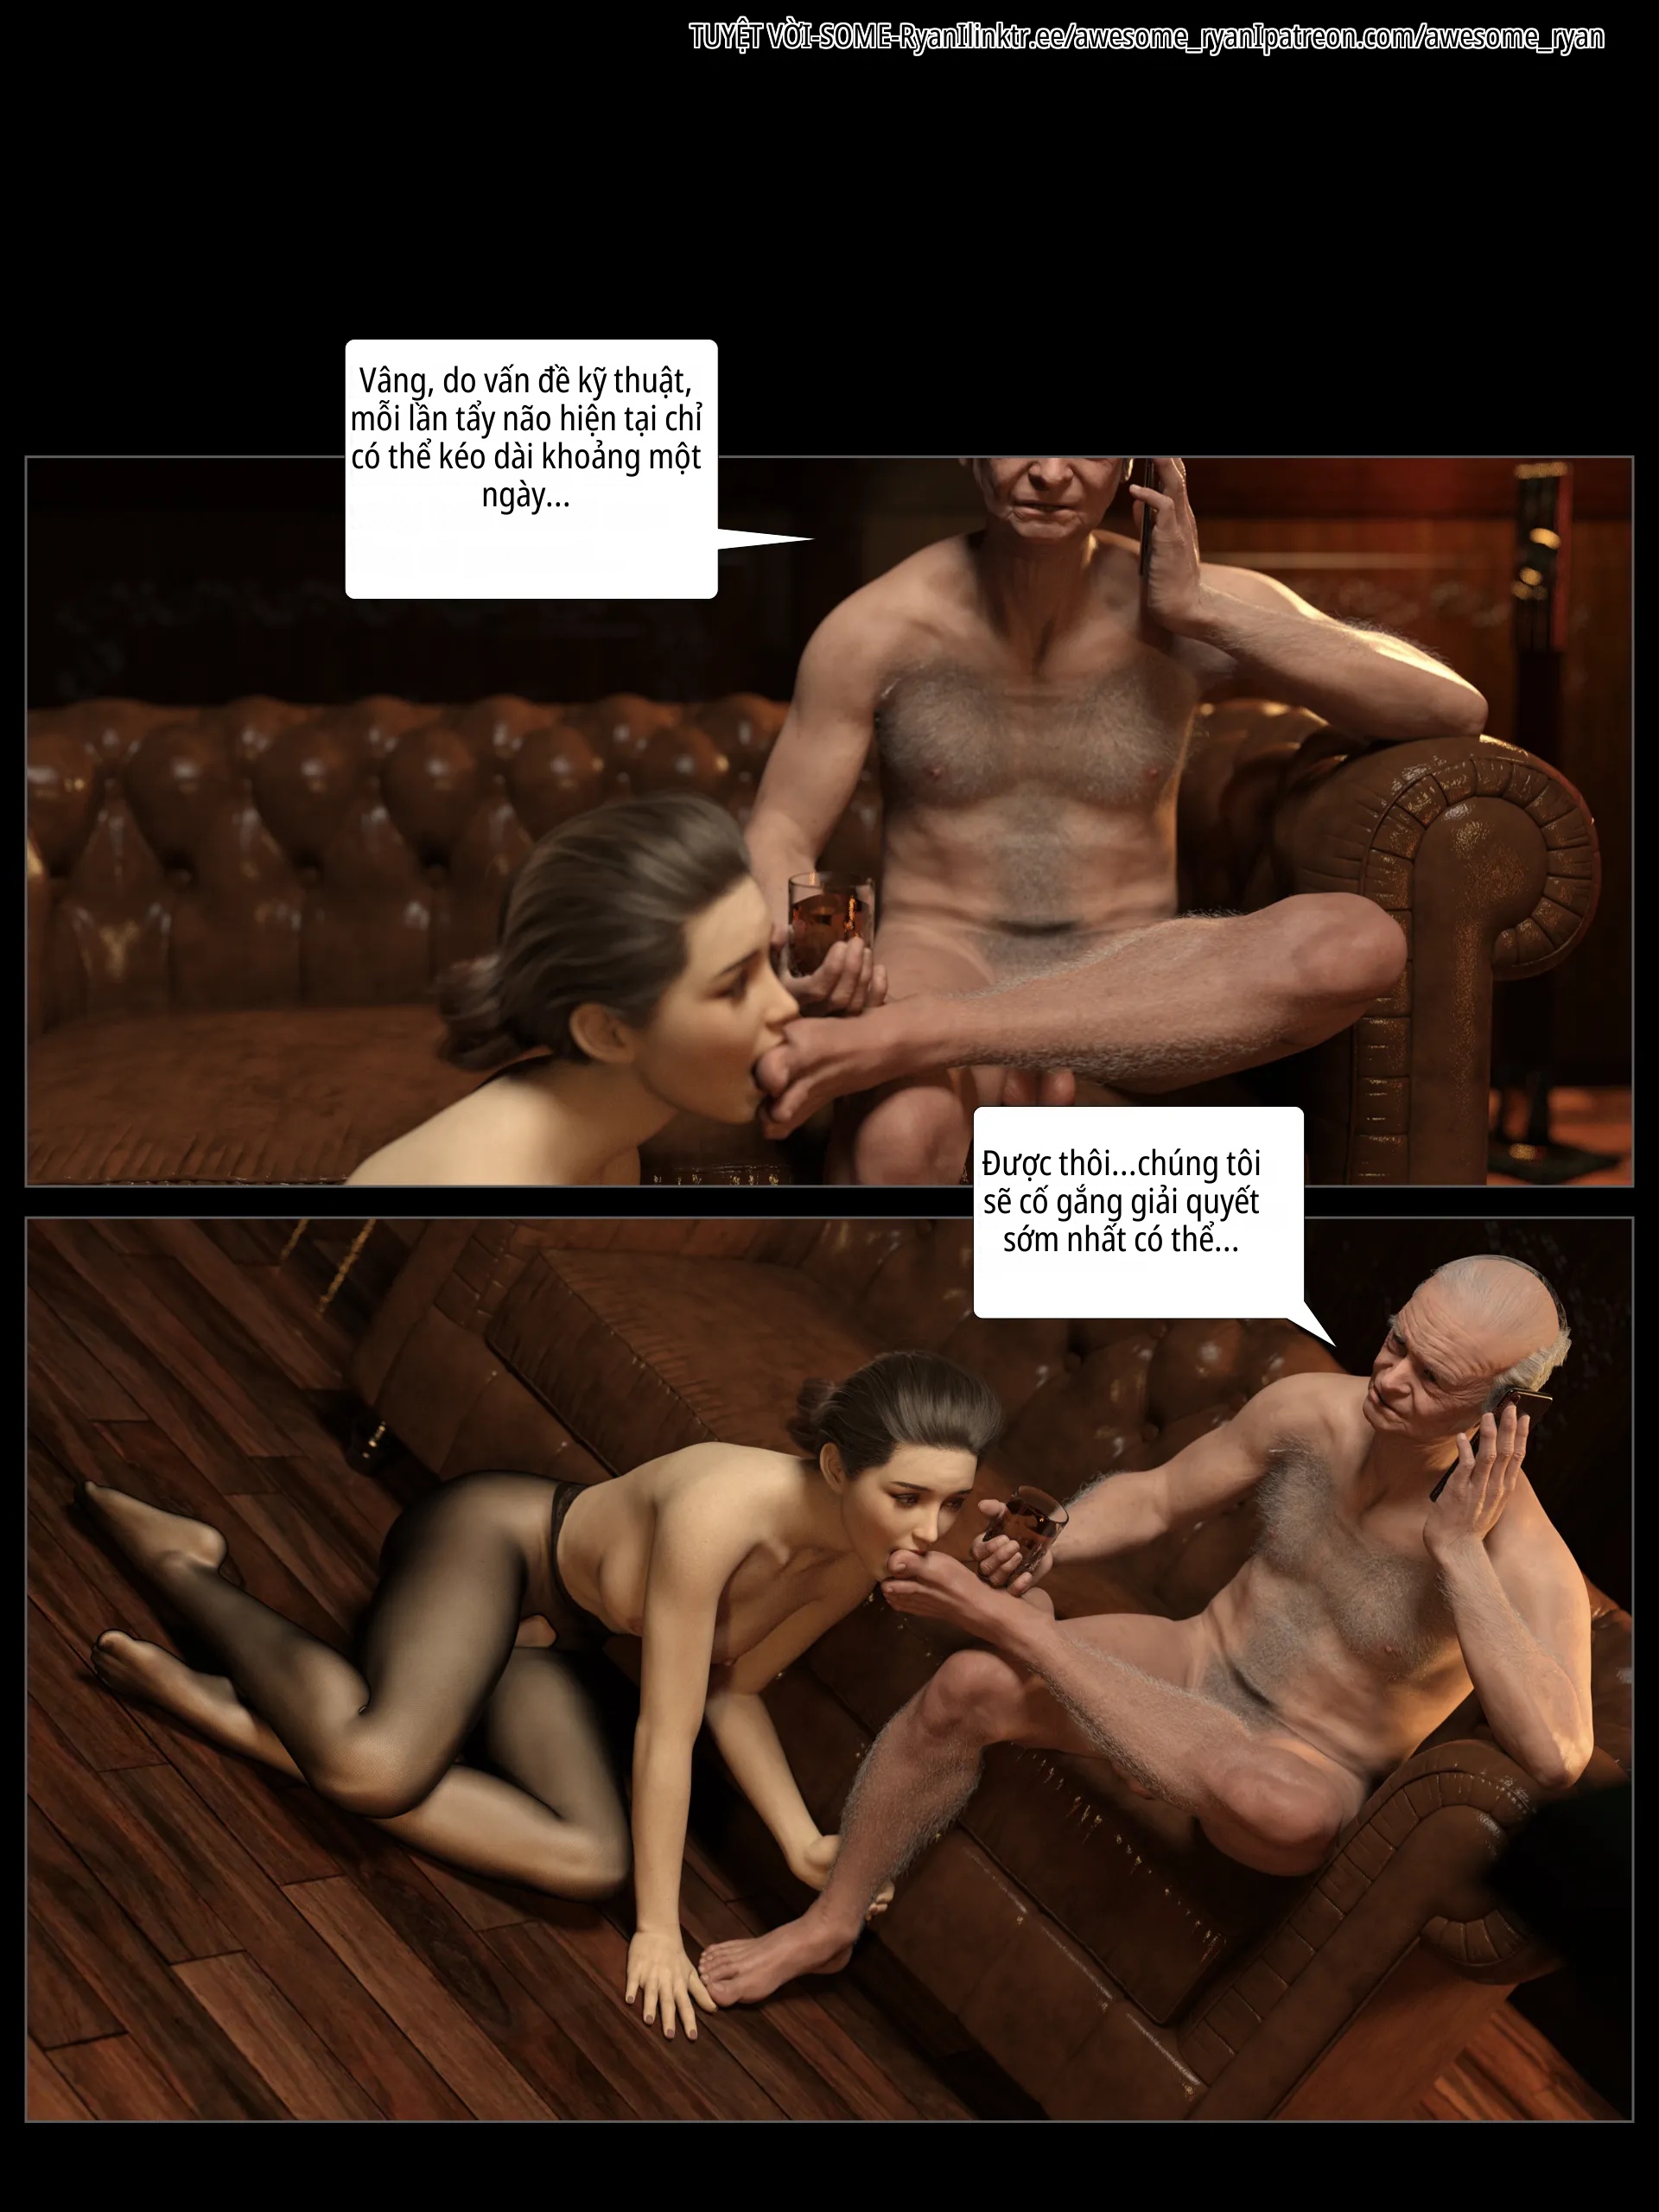 TUYỆT VỜI-SOME-RyanIlinktr.ee/awesome_ryanIpatreon.com/awesome_ryan
Vâng, do vấn đề kỹ thuật,
mỗi lần tẩy não hiện tại chỉ
có thể kéo dài khoảng một
ngày...
Được thôi...chúng tôi
sẽ cố gắng giải quyết
sớm nhất có thể...